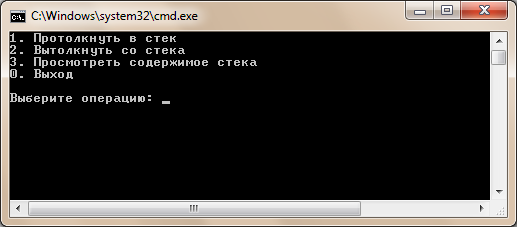 C:\Windows\system32\cmd.exe
1. Протолкнуть в стек
2. Вытолкнуть со стека
3. Просмотреть содержимое стека
0. Выход
Выберите операцию: _